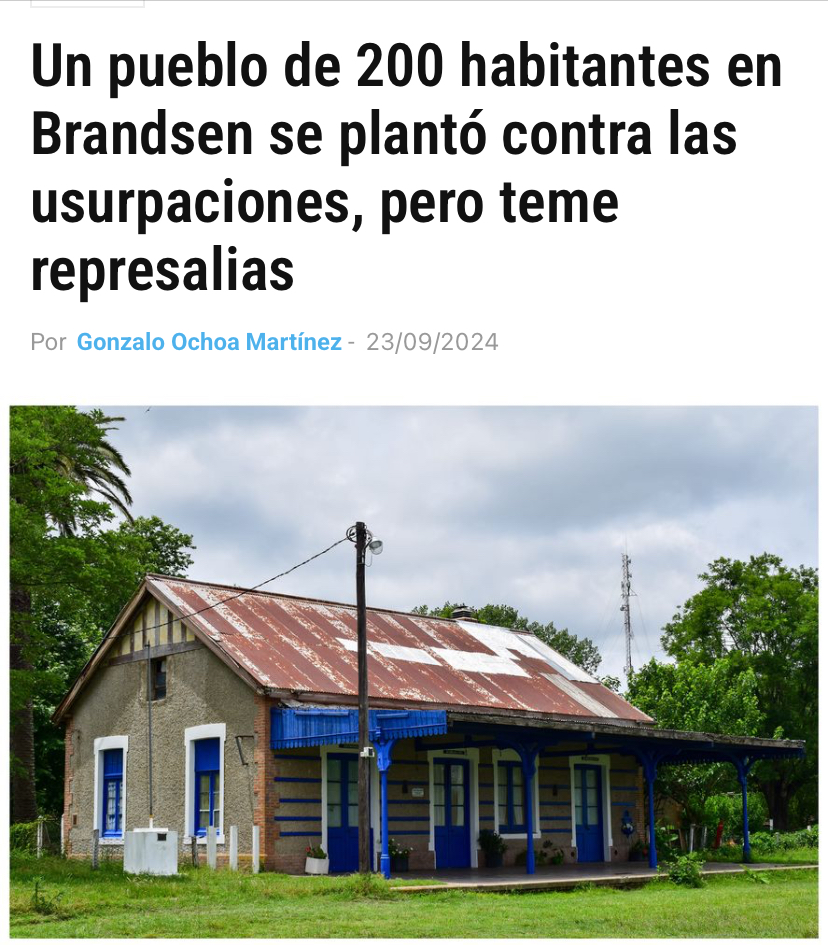 Un pueblo de 200 habitantes en
Brandsen se plantó contra las
usurpaciones, pero teme
represalias
Por Gonzalo Ochoa Martínez - 23/09/2024